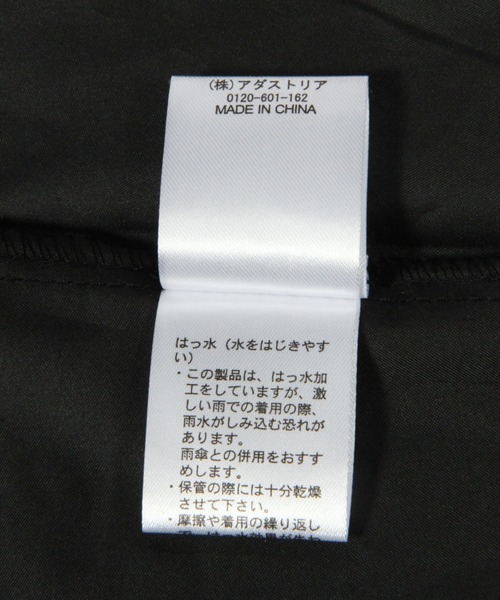 (株)アダストリア
0120-601-162
MADE IN CHINA
はっ水（水をはじきやす
い）
・この製品は、はっ水加
工をしていますが、激
しい雨での着用の際、
雨水がしみ込む恐れが
あります。
雨傘との併用をおすす
めします。
・保管の際には十分乾燥
させて下さい。
・摩擦や着用の繰り返し